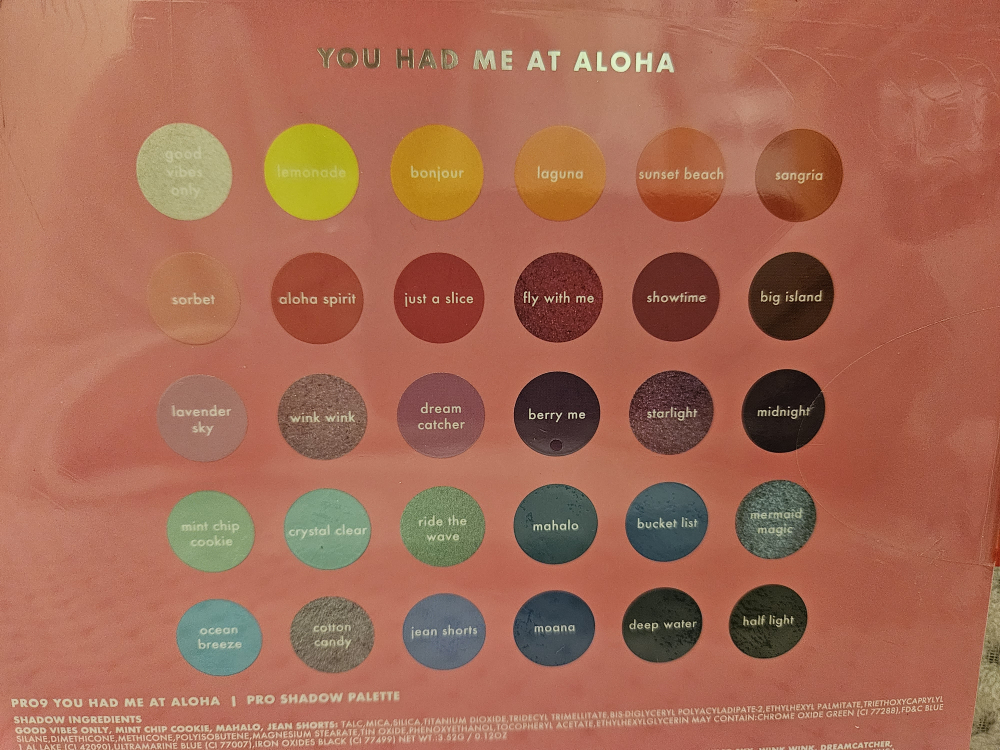 YOU HAD ME AT ALOHA
good vibes only
lemonade
bonjour
laguna
sunset beach
sangria
sorbet
aloha spirit
just a slice
fly with me
showtime
big island
lavender sky
wink wink
dream catcher
berry me
starlight
midnight
mint chip cookie
crystal clear
ride the wave
mahalo
bucket list
mermaid magic
ocean breeze
cotton candy
jean shorts
moana
deep water
half light
PRO9 YOU HAD ME AT ALOHA | PRO SHADOW PALETTE
SHADOW INGREDIENTS
GOOD VIBES ONLY, MINT CHIP COOKIE, MAHALO, JEAN SHORTS: TALC,MICA,SILICA,TITANIUM DIOXIDE,TRIDECYL TRIMELLITATE,BIS-DIGLYCERYL POLYACYLADIPATE-2,ETHYLHEXYL PALMITATE,TRIETHOXYCAPRYLYL
SILANE,DIMETHICONE,METHICONE,POLYISOBUTENE,MAGNESIUM STEARATE,TIN OXIDE,PHENOXYETHANOL,TOCOPHERYL ACETATE,ETHYLHEXYLGLYCERIN MAY CONTAIN:CHROME OXIDE GREEN (CI 77288),FD&C BLUE
1 AL LAKE (CI 42090),ULTRAMARINE BLUE (CI 77007),IRON OXIDES BLACK (CI 77499) NET WT .3.52G / 0.12OZ
WINK WINK, DREAMCATCHER,